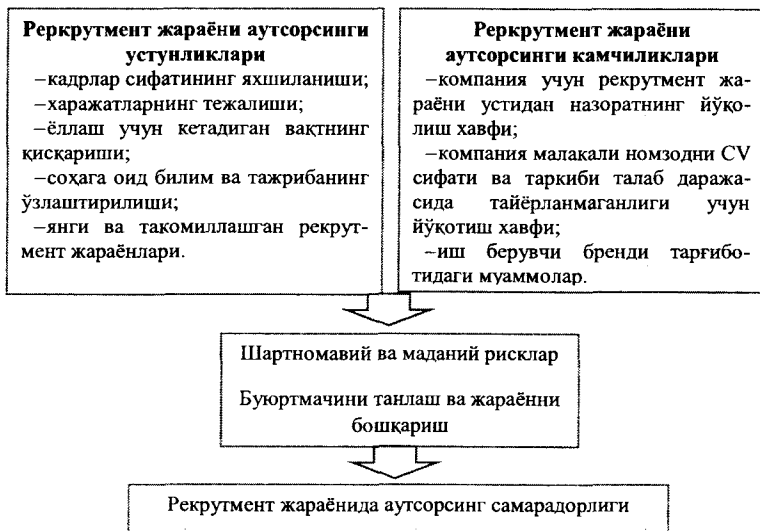 Реркрутмент жараёни аутсорсинги
устунликлари
–кадрлар сифатининг яхшиланиши;
–харажатларнинг тежалиши;
–ёллаш учун кетадиган вақтнинг
қисқариши;
–соҳага оид билим ва тажрибанинг
ўзлаштирилиши;
–янги ва такомиллашган рекрут-
мент жараёнлари.
Реркрутмент жараёни
аутсорсинги камчиликлари
–компания учун рекрутмент жа-
раёни устидан назоратнинг йўқо-
лиш хавфи;
–компания малакали номзодни CV
сифати ва таркиби талаб даража-
сида тайёрланмаганлиги учун
йўқотиш хавфи;
–иш берувчи бренди тарғибо-
тидаги муаммолар.
Шартномавий ва маданий рисклар
Буюртмачини танлаш ва жараённи
бошқариш
Рекрутмент жараёнида аутсорсинг самарадорлиги